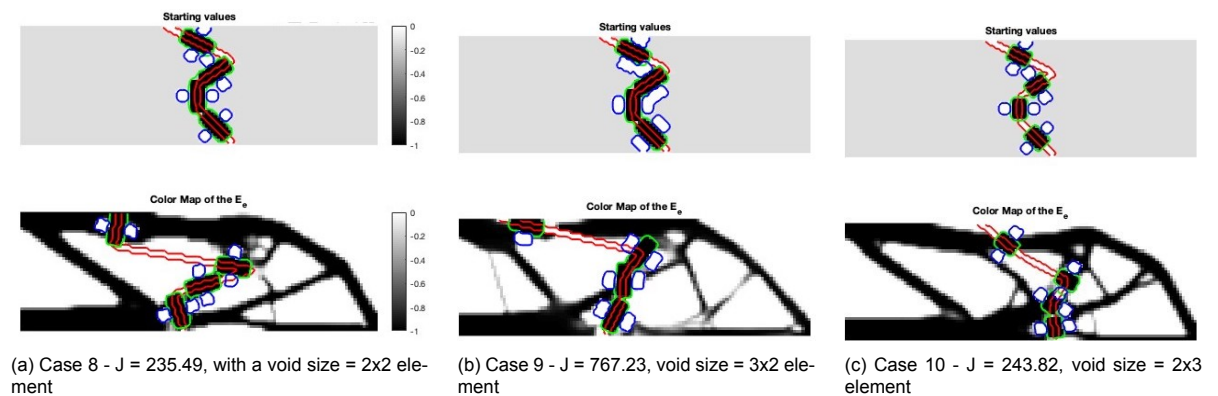 Starting values
0
-0.2
-0.4
-0.6
-0.8
-1
Color Map of the E_e
0
-0.2
-0.4
-0.6
-0.8
-1
(a) Case 8 - J = 235.49, with a void size = 2x2 ele-
ment
Starting values
Color Map of the E_e
(b) Case 9 - J = 767.23, void size = 3x2 ele-
ment
Starting values
Color Map of the E_e
(c) Case 10 - J = 243.82, void size = 2x3
element